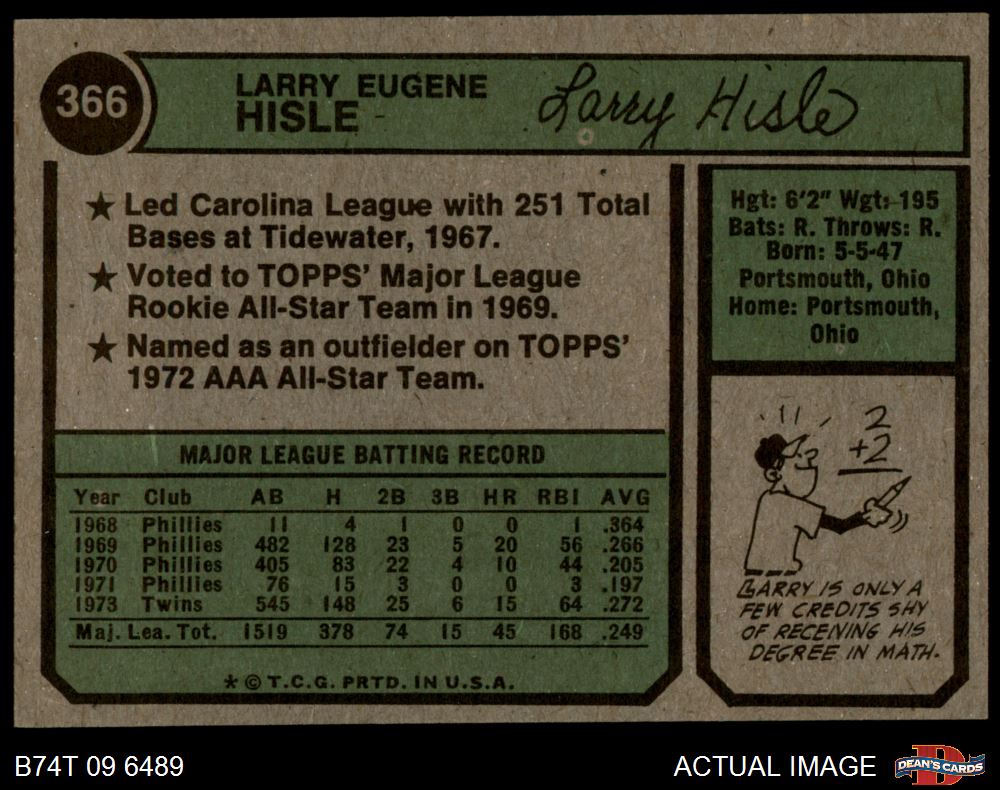 366
LARRY EUGENE
HISLE
Larry Hisle
★ Led Carolina League with 251 Total
Bases at Tidewater, 1967.
★ Voted to TOPPS' Major League
Rookie All-Star Team in 1969.
★ Named as an outfielder on TOPPS'
1972 AAA All-Star Team.
Hgt: 6'2" Wgt: 195
Bats: R. Throws: R.
Born: 5-5-47
Portsmouth, Ohio
Home: Portsmouth,
Ohio
MAJOR LEAGUE BATTING RECORD
Year Club AB H 2B 3B HR RBI AVG
1968 Phillies 11 4 1 0 0 1 .364
1969 Phillies 482 128 23 5 20 56 .266
1970 Phillies 405 83 22 4 10 44 .205
1971 Phillies 76 15 3 0 0 3 .197
1973 Twins 545 148 25 6 15 64 .272
Maj. Lea. Tot. 1519 378 74 15 45 168 .249
* © T.C.G. PRTD. IN U.S.A.
2
+2
LARRY IS ONLY A
FEW CREDITS SHY
OF RECEIVING HIS
DEGREE IN MATH.
B74T 09 6489
ACTUAL IMAGE
DEAN'S CARDS